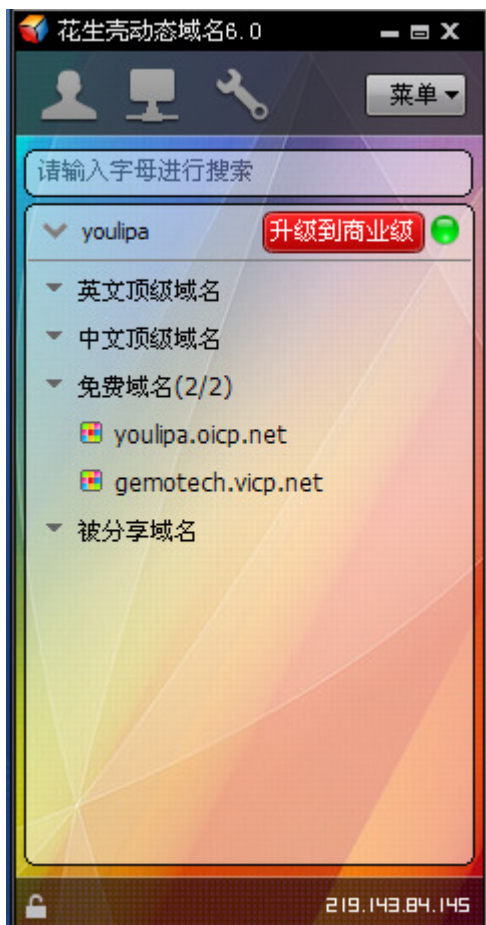 花生壳动态域名6.0
菜单
请输入字母进行搜索
youlipa 升级到商业级
英文顶级域名
中文顶级域名
免费域名(2/2)
youlipa.oicp.net
gemotech.vicp.net
被分享域名
219.143.84.145